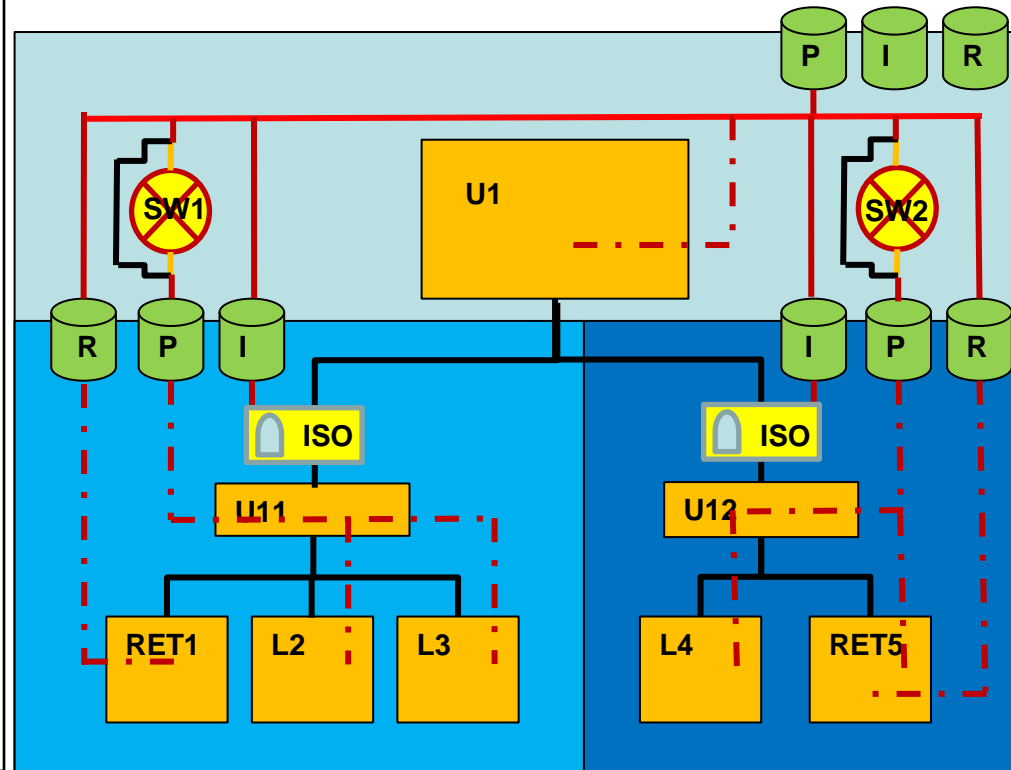 P I R
U1
SW1 SW2
R P I I P R
ISO ISO
U11 U12
RET1 L2 L3 L4 RET5